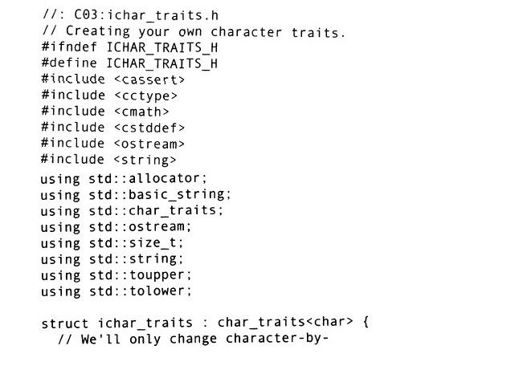 //: C03:ichar_traits.h
// Creating your own character traits.
#ifndef ICHAR_TRAITS_H
#define ICHAR_TRAITS_H
#include <cassert>
#include <cctype>
#include <cmath>
#include <cstddef>
#include <ostream>
#include <string>
using std::allocator;
using std::basic_string;
using std::char_traits;
using std::ostream;
using std::size_t;
using std::string;
using std::toupper;
using std::tolower;
struct ichar_traits : char_traits<char> {
// We'll only change character-by-